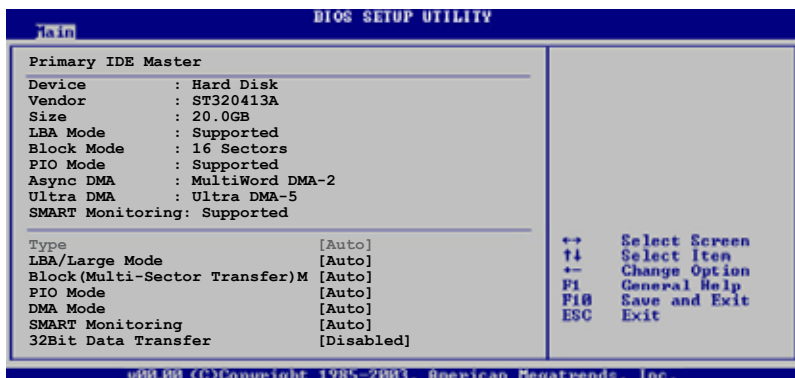 BIOS SETUP UTILITY
Main
Primary IDE Master
Device : Hard Disk
Vendor : ST320413A
Size : 20.0GB
LBA Mode : Supported
Block Mode : 16 Sectors
PIO Mode : Supported
Async DMA : MultiWord DMA-2
Ultra DMA : Ultra DMA-5
SMART Monitoring: Supported
Type [Auto]
LBA/Large Mode [Auto]
Block(Multi-Sector Transfer)M [Auto]
PIO Mode [Auto]
DMA Mode [Auto]
SMART Monitoring [Auto]
32Bit Data Transfer [Disabled]
↔ Select Screen
↑↓ Select Item
+- Change Option
F1 General Help
F10 Save and Exit
ESC Exit
v00.00 (C)Copyright 1985-2003, American Megatrends, Inc.